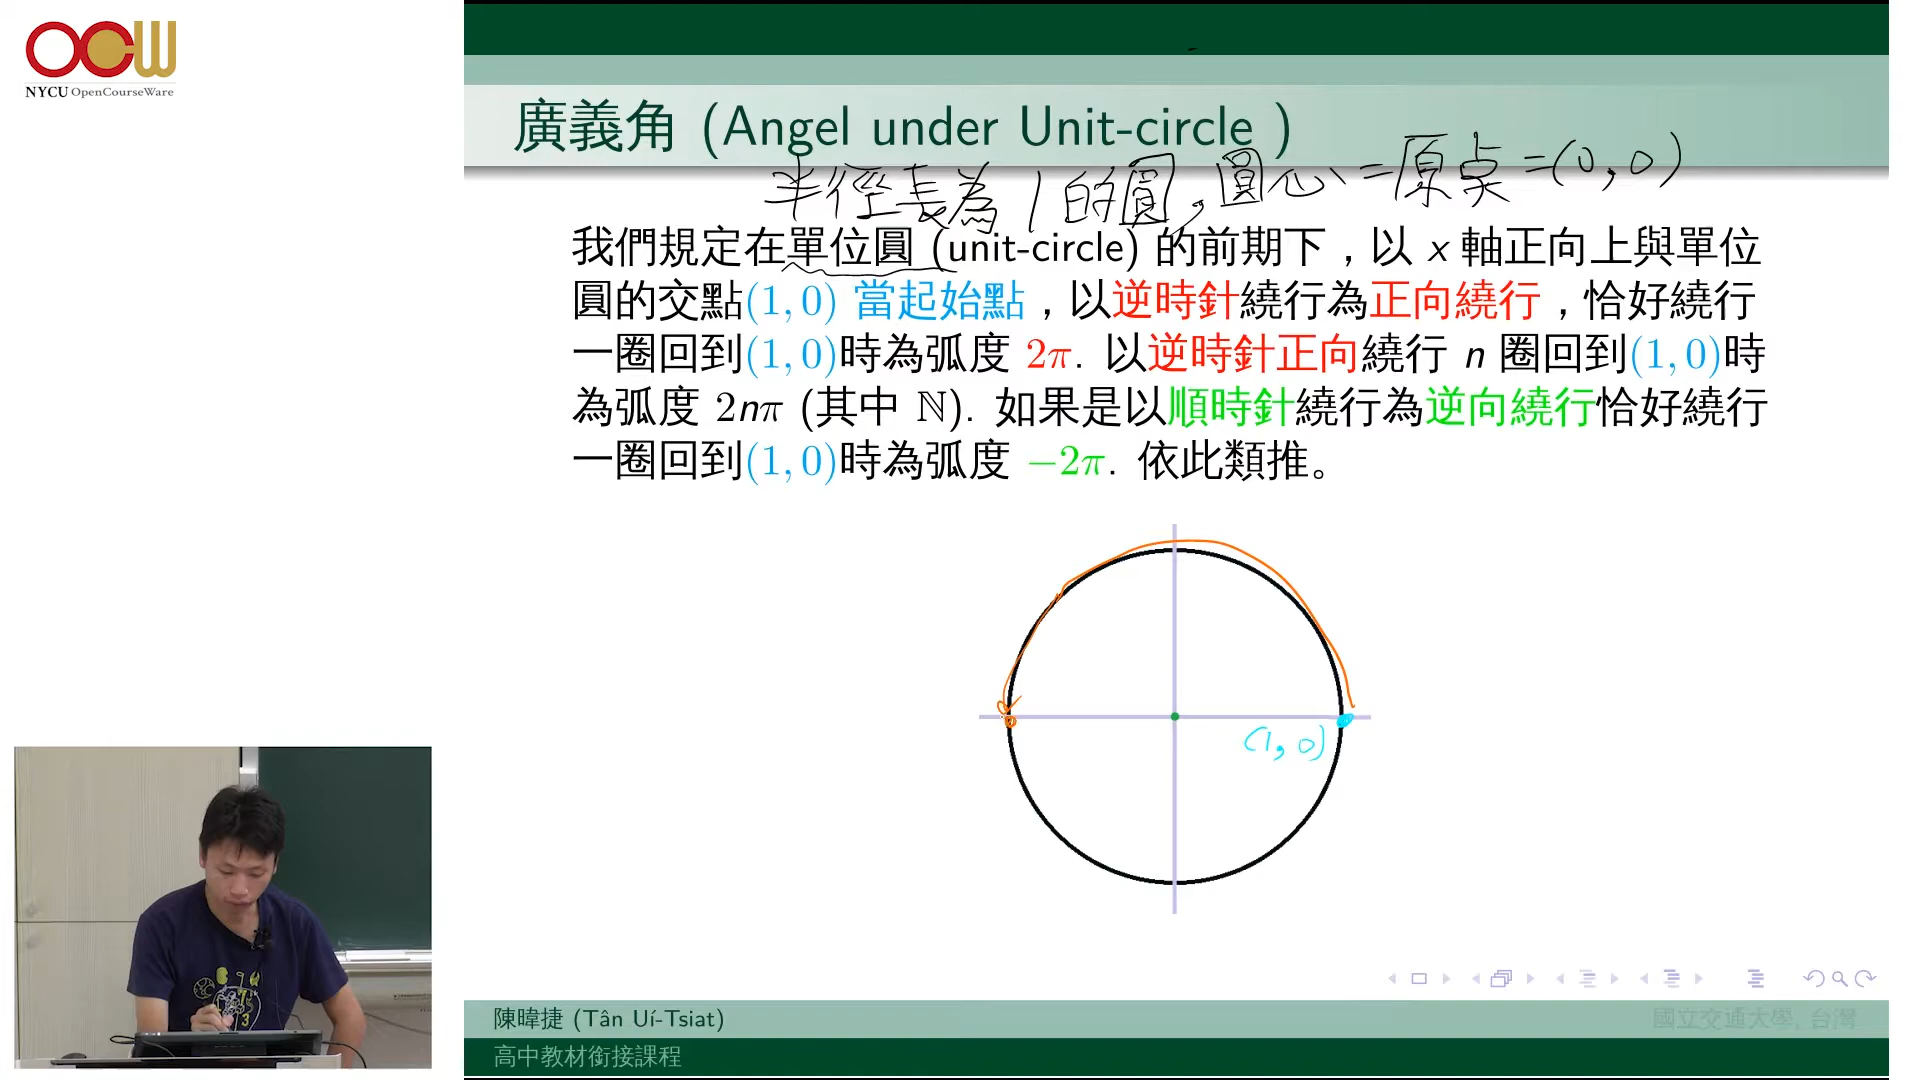 OCW
NYCU OpenCourseWare
廣義角 (Angel under Unit-circle )
半徑長為 1 的圓, 圓心 = 原點 = (0, 0)
我們規定在單位圓 (unit-circle) 的前期下，以 x 軸正向上與單位
圓的交點(1, 0) 當起始點，以逆時針繞行為正向繞行，恰好繞行
一圈回到(1, 0)時為弧度 2π. 以逆時針正向繞行 n 圈回到(1, 0)時
為弧度 2nπ (其中 ℕ). 如果是以順時針繞行為逆向繞行恰好繞行
一圈回到(1, 0)時為弧度 −2π. 依此類推。
(1, 0)
陳暐捷 (Tân Uí-Tsiat)
國立交通大學, 台灣
高中教材銜接課程